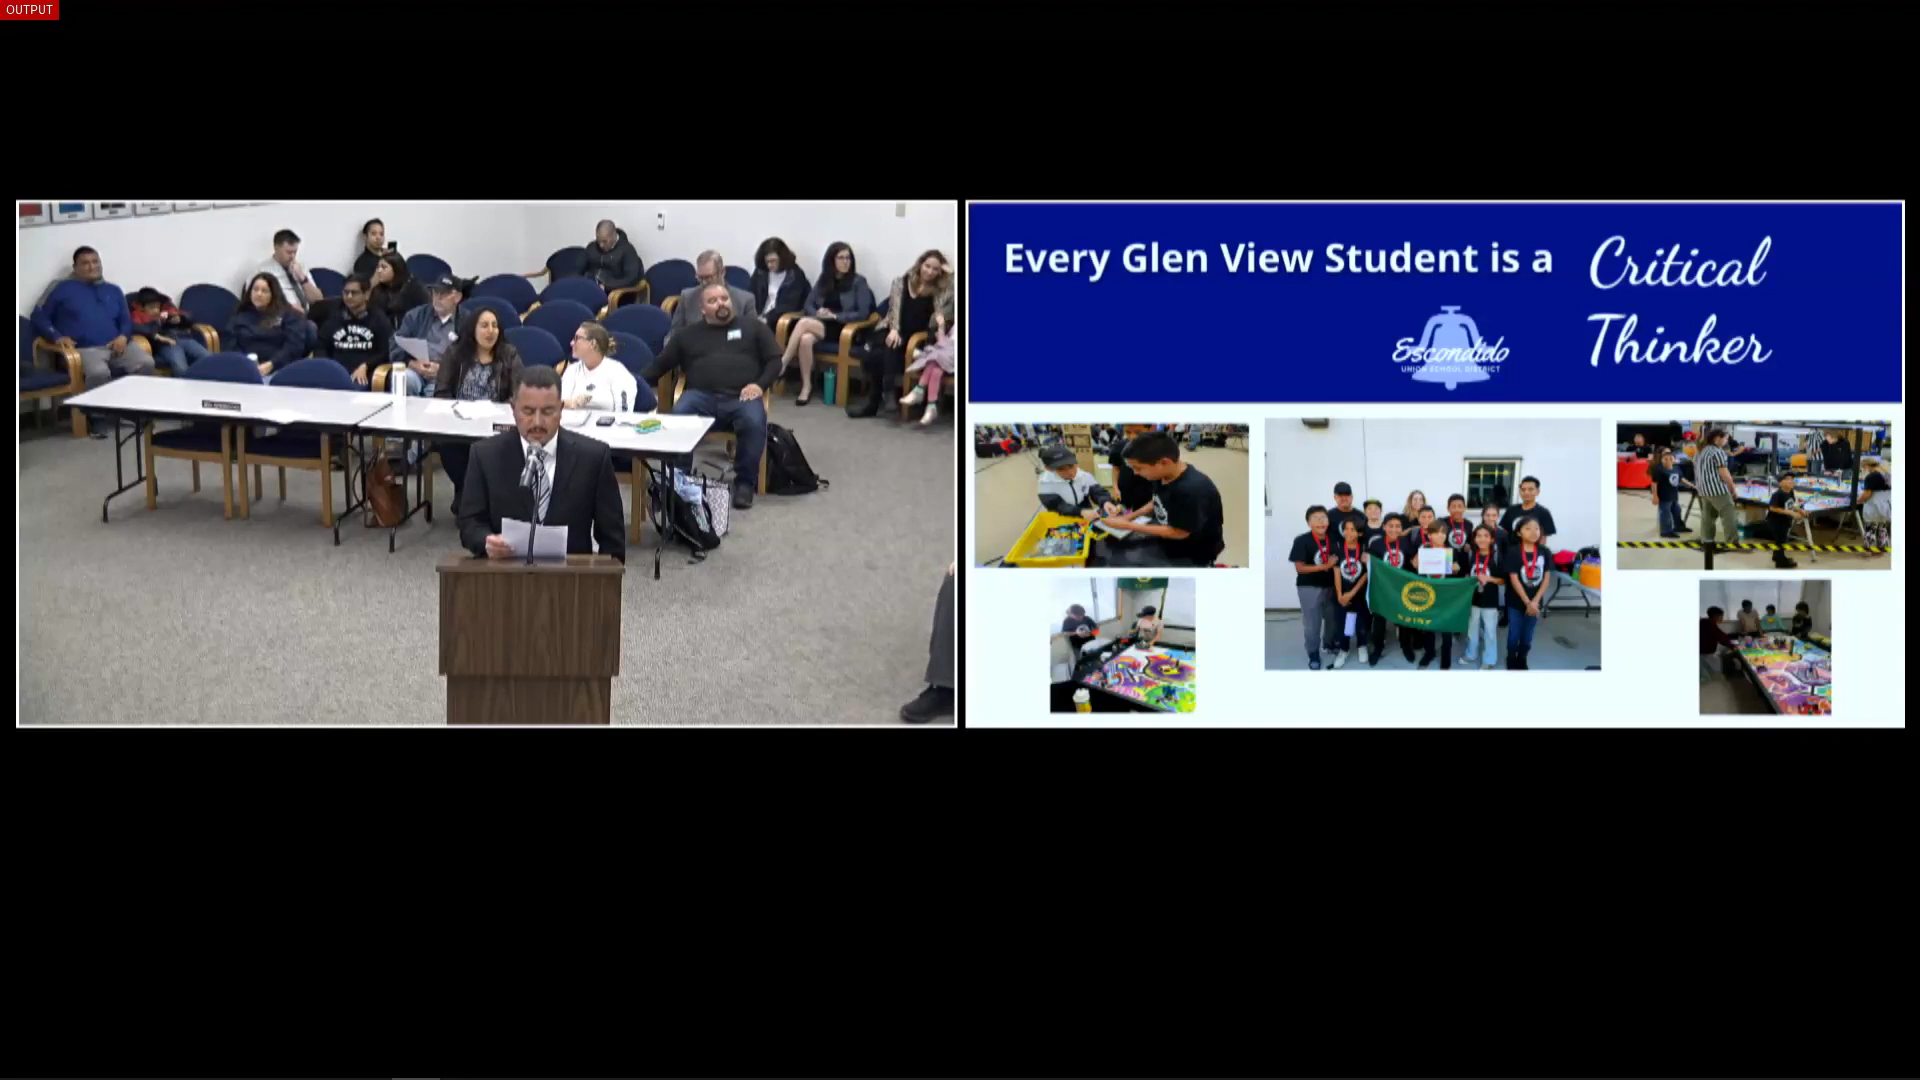 OUTPUT
Every Glen View Student is a
Critical
Thinker
Escondido
UNION SCHOOL DISTRICT